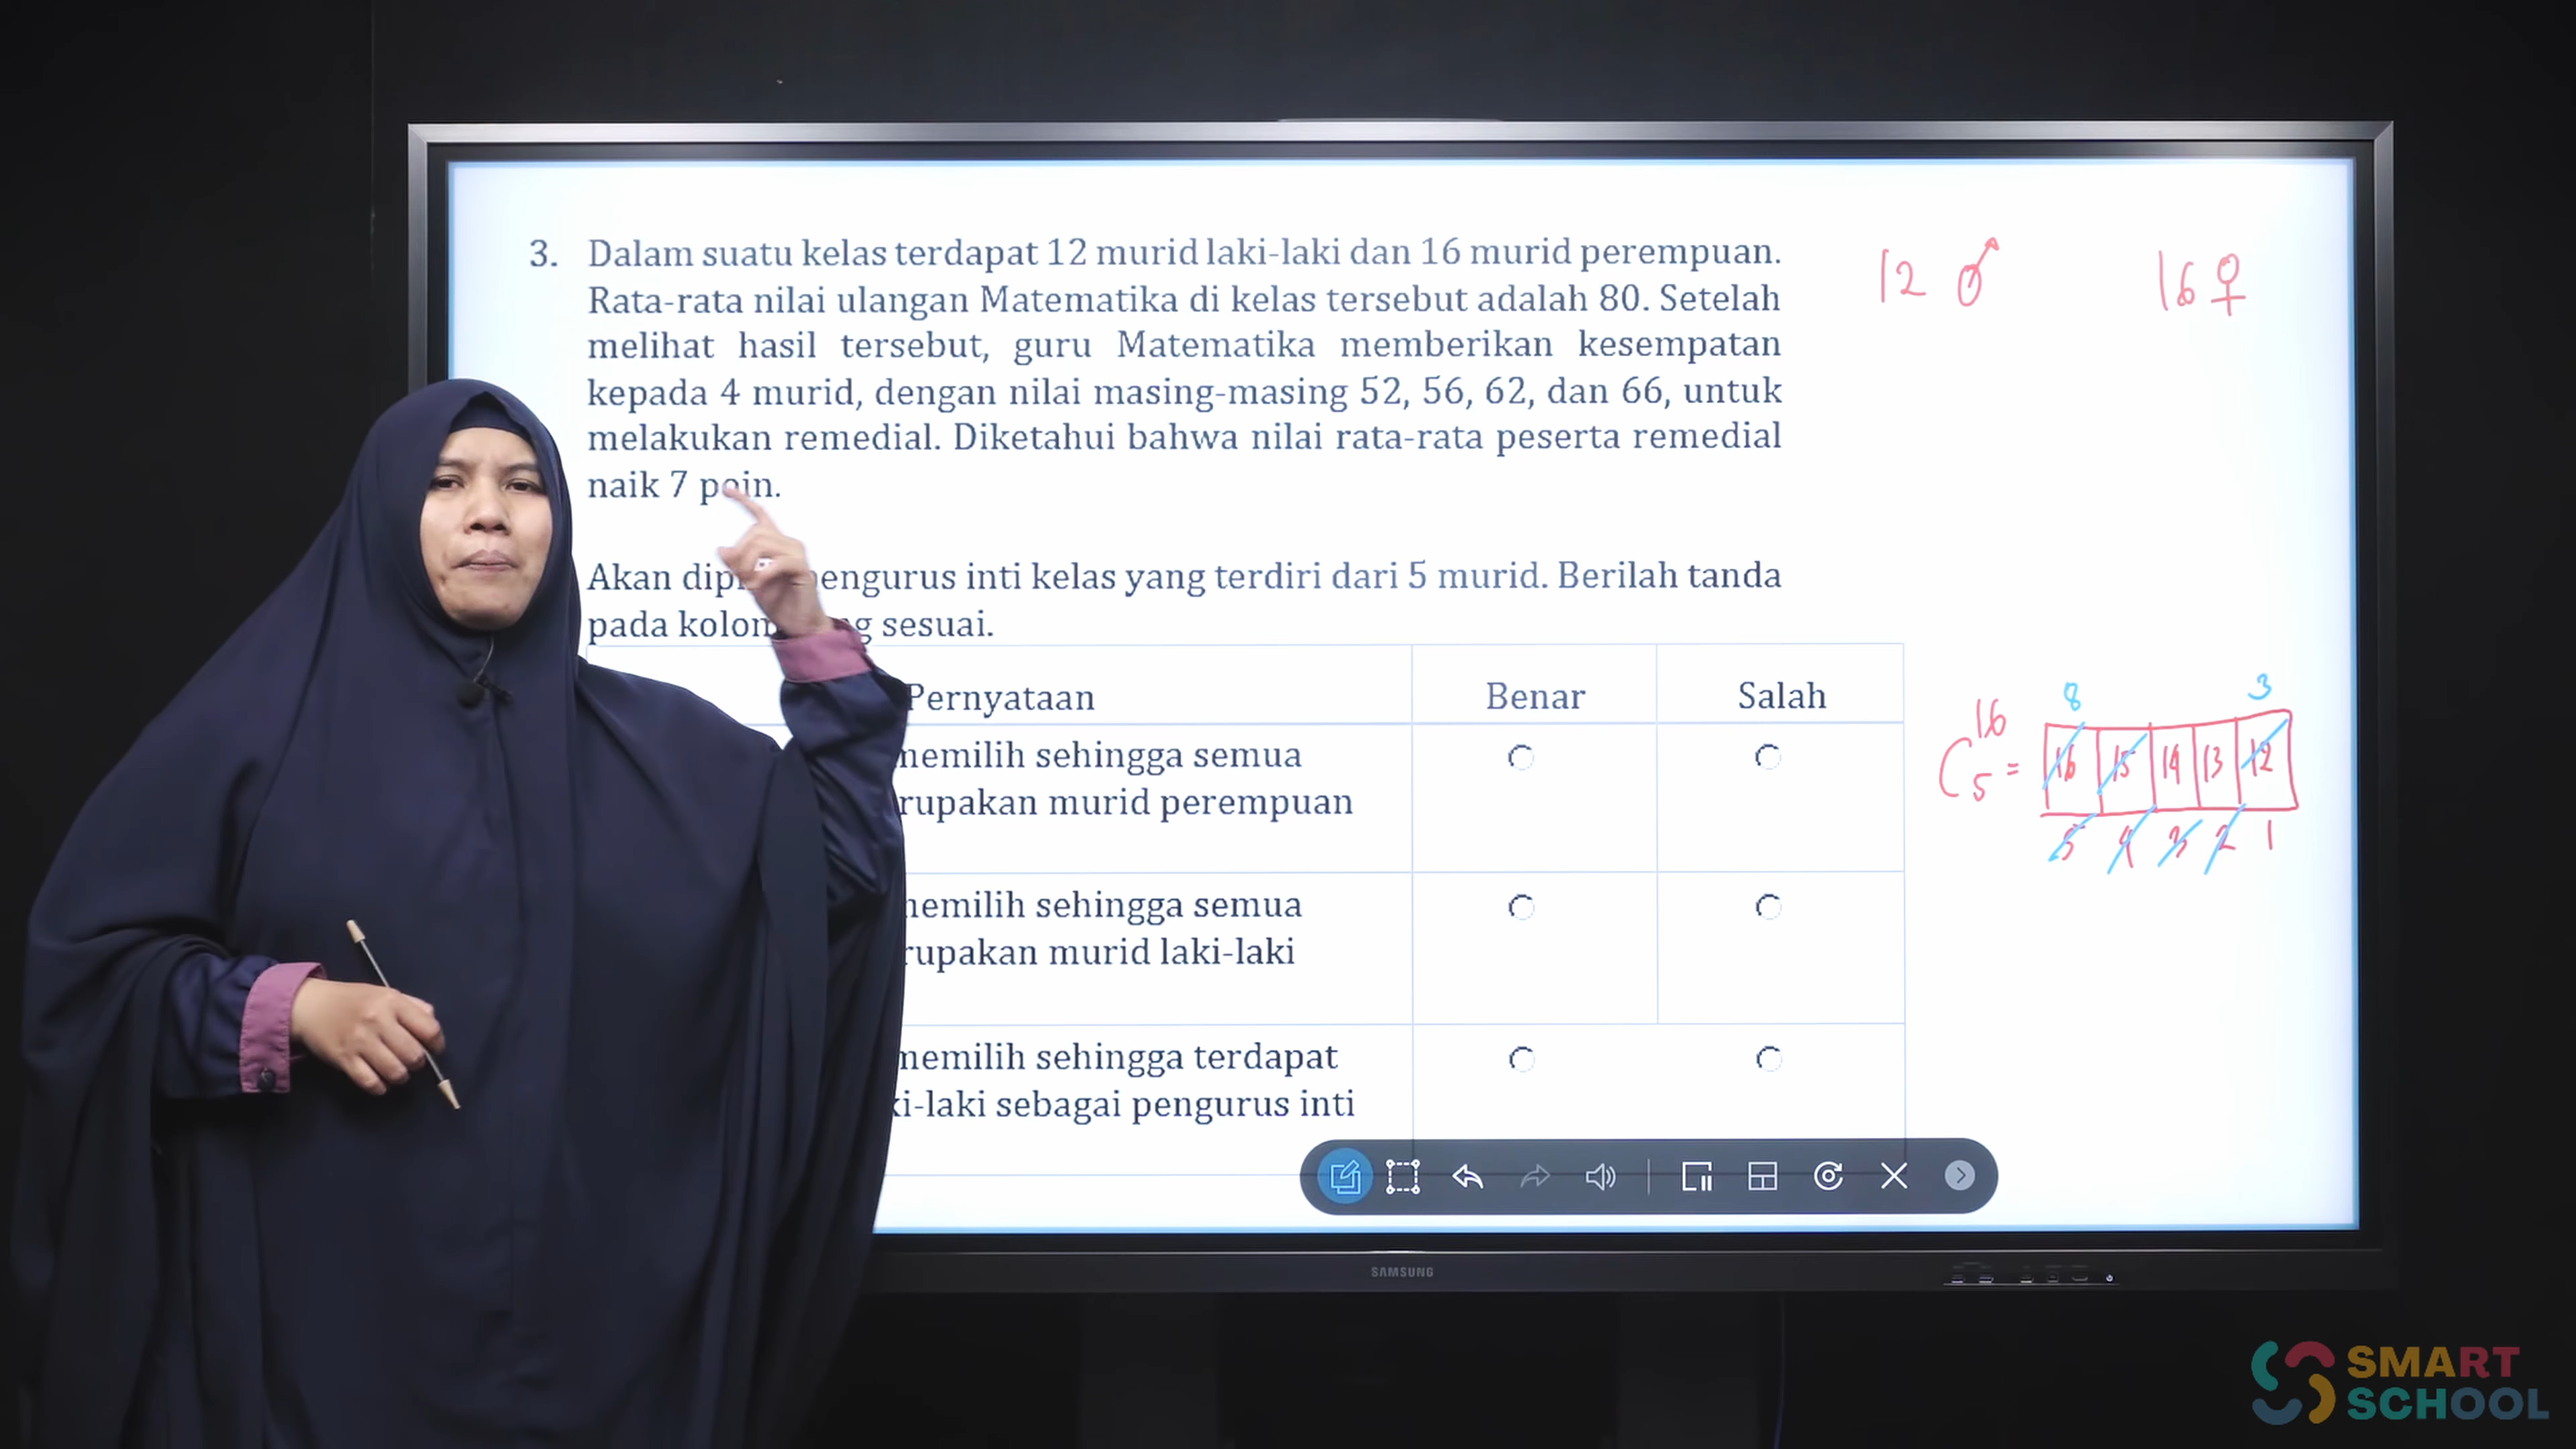 3. Dalam suatu kelas terdapat 12 murid laki-laki dan 16 murid perempuan.
Rata-rata nilai ulangan Matematika di kelas tersebut adalah 80. Setelah
melihat hasil tersebut, guru Matematika memberikan kesempatan
kepada 4 murid, dengan nilai masing-masing 52, 56, 62, dan 66, untuk
melakukan remedial. Diketahui bahwa nilai rata-rata peserta remedial
naik 7 poin.
12 ♂ 16 ♀
Akan engurus inti kelas yang terdiri dari 5 murid. Berilah tanda
pada sesuai.
Pernyataan Benar Salah
memilih sehingga semua
rupakan murid perempuan
memilih sehingga semua
rupakan murid laki-laki
memilih sehingga terdapat
ki-laki sebagai pengurus inti
8 3
C 16 5 = 16 15 14 13 12
5 4 3 2 1
SAMSUNG
SMART
SCHOOL